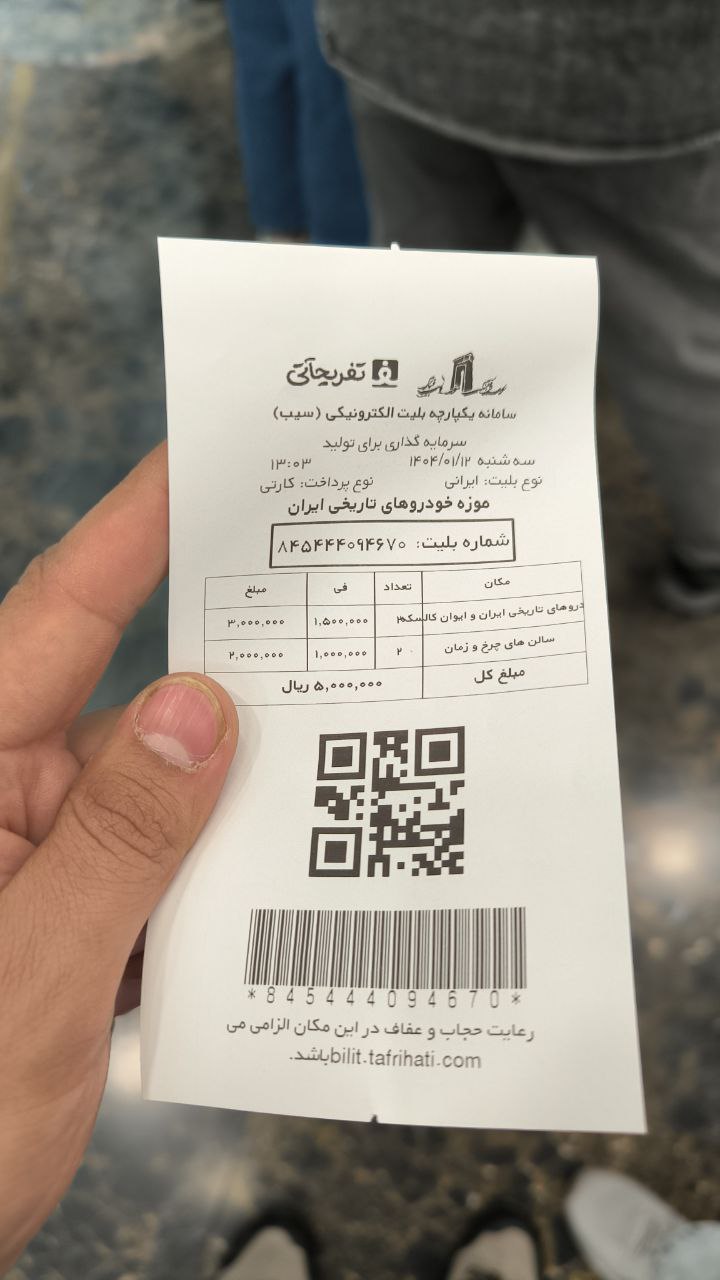 تفریحاتی
سامانه یکپارچه بلیت الکترونیکی (سیب)
سرمایه گذاری برای تولید
سه شنبه ۱۴۰۴/۰۱/۱۲ ۱۳:۰۳
نوع بلیت: ایرانی نوع پرداخت: کارتی
موزه خودروهای تاریخی ایران
شماره بلیت: ۸۴۵۴۴۴۰۹۴۶۷۰
مکان تعداد فی مبلغ
دروهای تاریخی ایران و ایوان کالسکه ۲ ۱,۵۰۰,۰۰۰ ۳,۰۰۰,۰۰۰
سالن های چرخ و زمان ۲ ۱,۰۰۰,۰۰۰ ۲,۰۰۰,۰۰۰
مبلغ کل ۵,۰۰۰,۰۰۰ ریال
*845444094670*
رعایت حجاب و عفاف در این مکان الزامی می
باشد.bilit.tafrihati.com